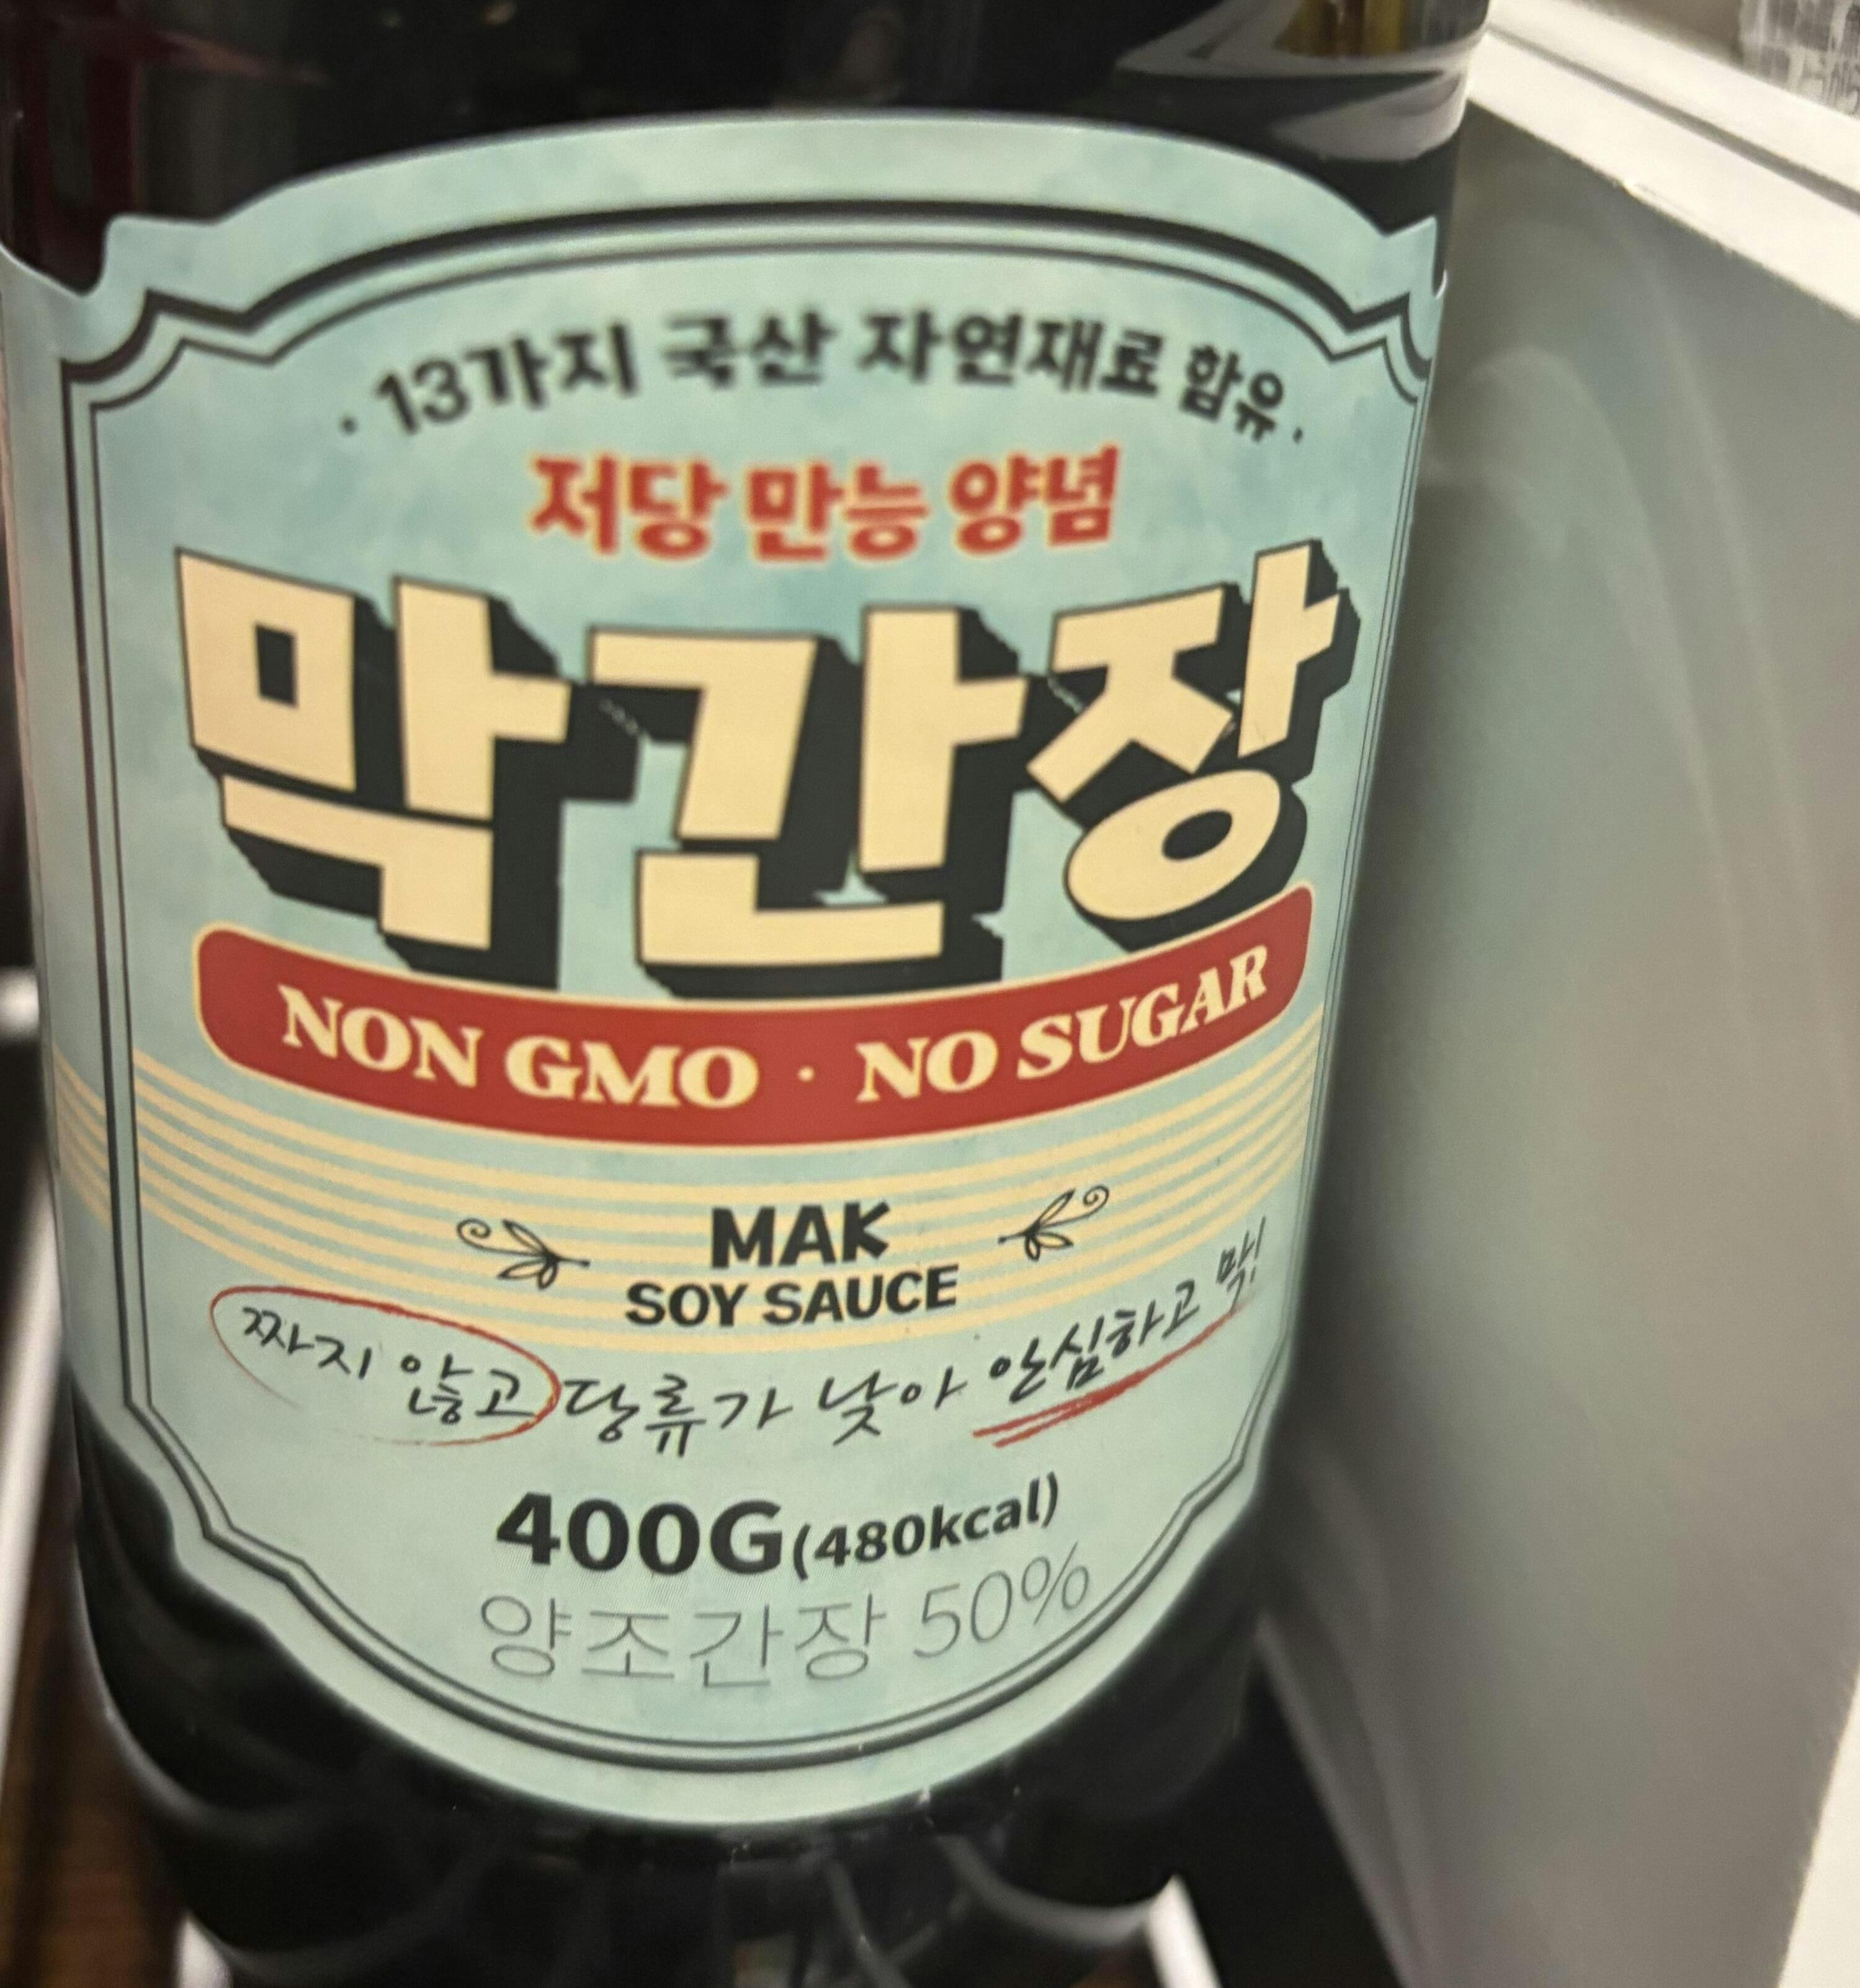 · 13가지 국산 자연재료 함유 ·
저당 만능 양념
막간장
NON GMO · NO SUGAR
MAK
SOY SAUCE
짜지 않고 당류가 낮아 안심하고 막!
400G(480kcal)
양조간장 50%